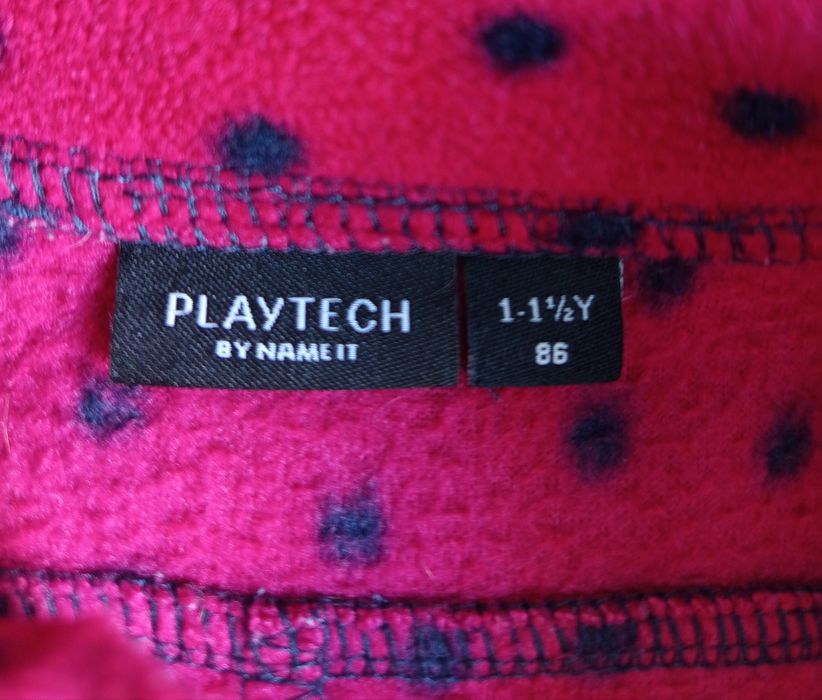 PLAYTECH
BY NAME IT
1-1½Y
86